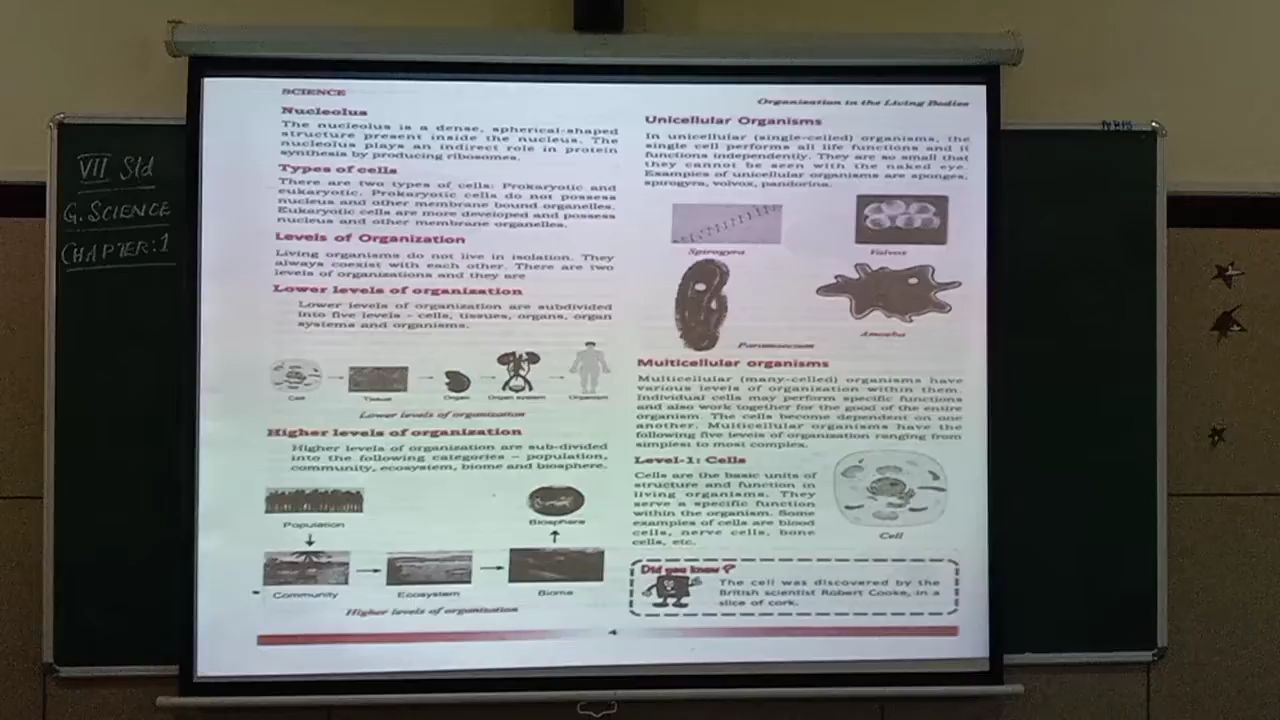 VII Std
G. SCIENCE
CHAPTER: 1
SCIENCE
Nucleolus
The nucleolus is a dense, spherical-shaped
structure present inside the nucleus. The
nucleolus plays an indirect role in protein
synthesis by producing ribosomes.
Types of cells
There are two types of cells: Prokaryotic and
eukaryotic. Prokaryotic cells do not possess
nucleus and other membrane bound organelles.
Eukaryotic cells are more developed and possess
nucleus and other membrane organelles.
Levels of Organization
Living organisms do not live in isolation. They
always coexist with each other. There are two
levels of organizations and they are
Lower levels of organization
Lower levels of organization are subdivided
into five levels - cells, tissues, organs, organ
systems and organisms.
Cell Tissue Organ Organ system Organism
Lower levels of organization
Higher levels of organization
Higher levels of organization are sub-divided
into the following categories - population,
community, ecosystem, biome and biosphere.
Population
Biosphere
Community Ecosystem Biome
Higher levels of organization
Organization in the Living Bodies
Unicellular Organisms
In unicellular (single-celled) organisms, the
single cell performs all life functions and it
functions independently. They are so small that
they cannot be seen with the naked eye.
Examples of unicellular organisms are sponges,
spirogyra, volvox, pandorina.
Spirogyra
Volvox
Paramoecium
Amoeba
Multicellular organisms
Multicellular (many-celled) organisms have
various levels of organization within them.
Individual cells may perform specific functions
and also work together for the good of the entire
organism. The cells become dependent on one
another. Multicellular organisms have the
following five levels of organization ranging from
simplest to most complex.
Level-1: Cells
Cells are the basic units of
structure and function in
living organisms. They
serve a specific function
within the organism. Some
examples of cells are blood
cells, nerve cells, bone
cells, etc.
Cell
Did you know ?
The cell was discovered by the
British scientist Robert Cooke, in a
slice of cork.
4